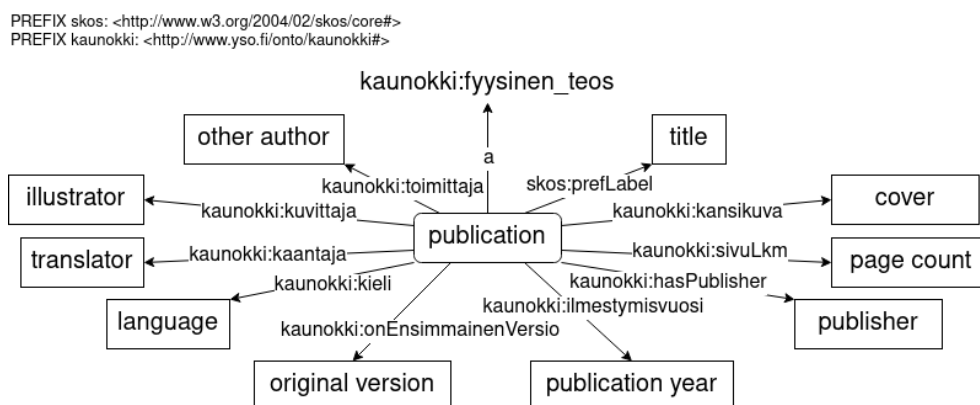 PREFIX skos: <http://www.w3.org/2004/02/skos/core#>
PREFIX kaunokki: <http://www.yso.fi/onto/kaunokki#>
kaunokki:fyysinen_teos
other author
title
a
kaunokki:toimittaja
skos:prefLabel
illustrator
kaunokki:kuvittaja
kaunokki:kansikuva
cover
publication
translator
kaunokki:kaantaja
kaunokki:sivuLkm
page count
kaunokki:kieli
kaunokki:hasPublisher
language
kaunokki:ilmestymisvuosi
publisher
kaunokki:onEnsimmainenVersio
original version
publication year